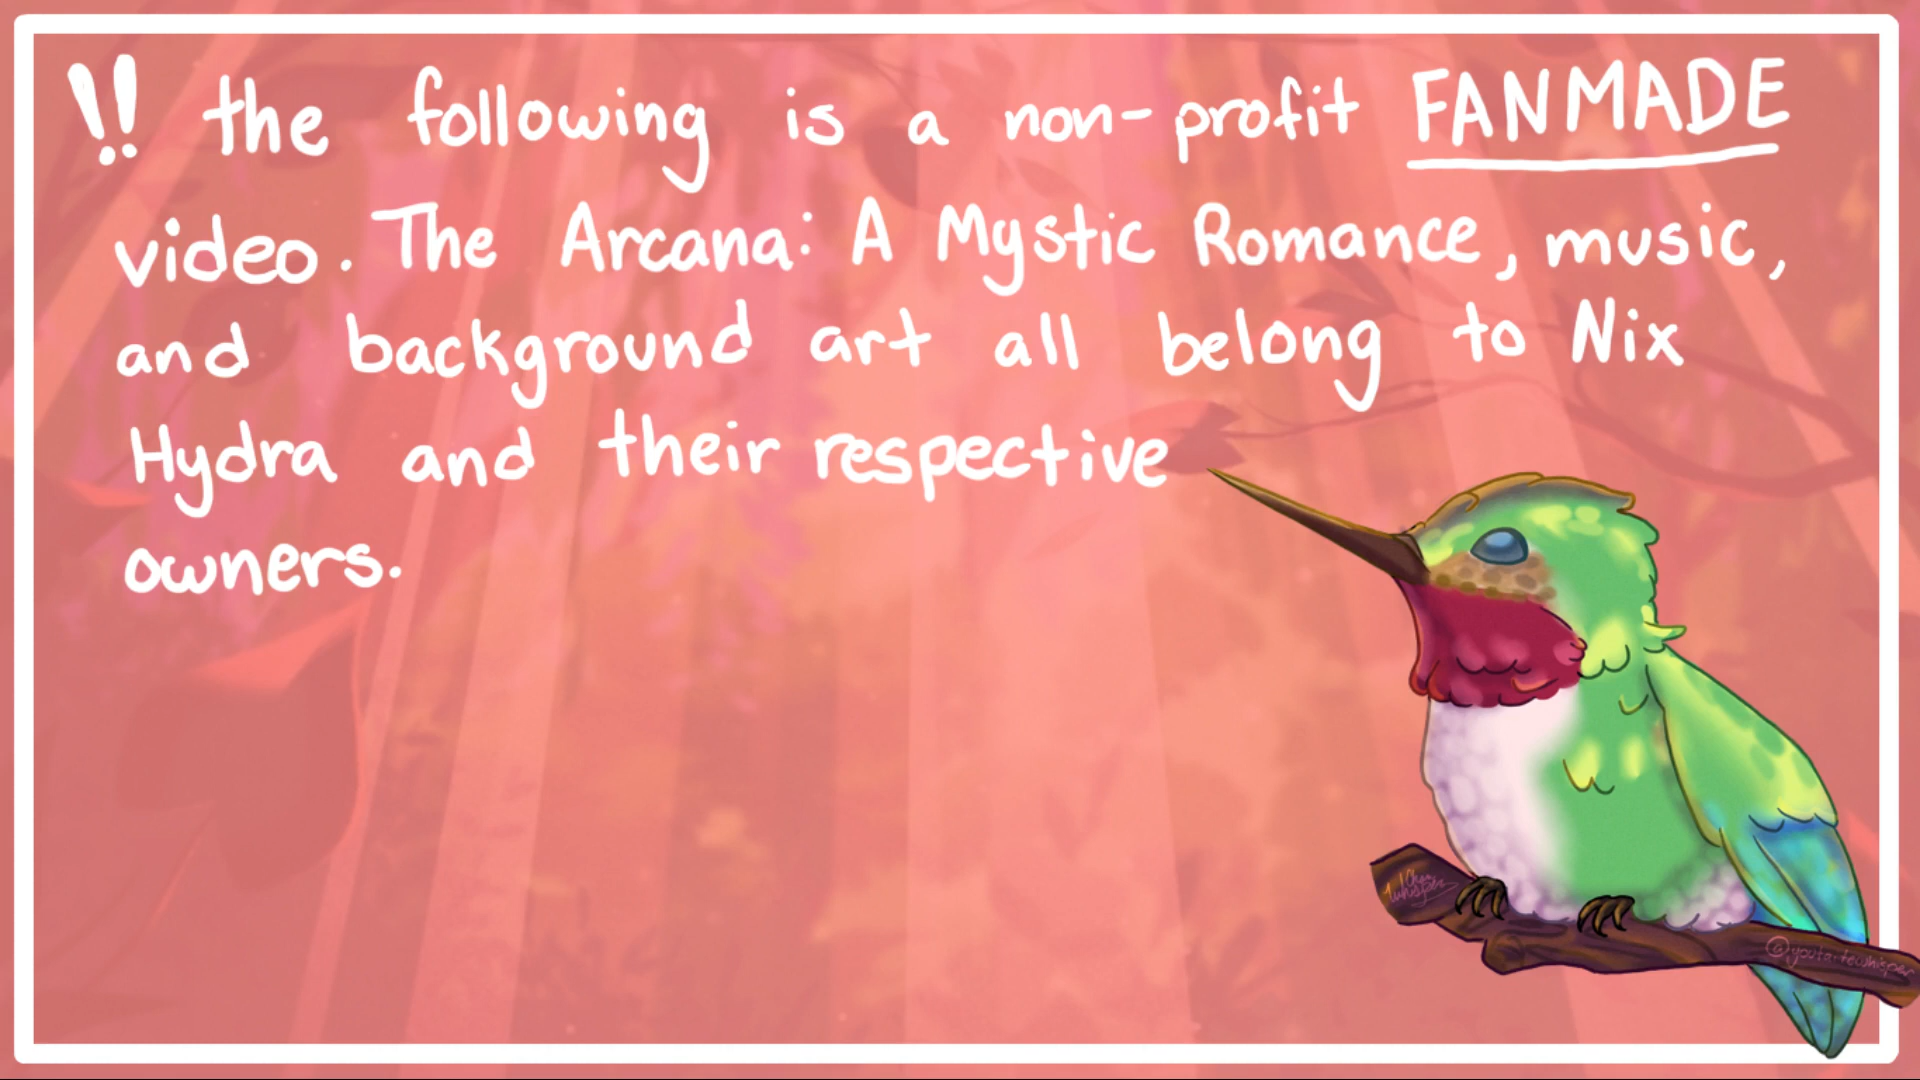 !! the following is a non-profit FANMADE
video. The Arcana: A Mystic Romance, music,
and background art all belong to Nix
Hydra and their respective
owners.